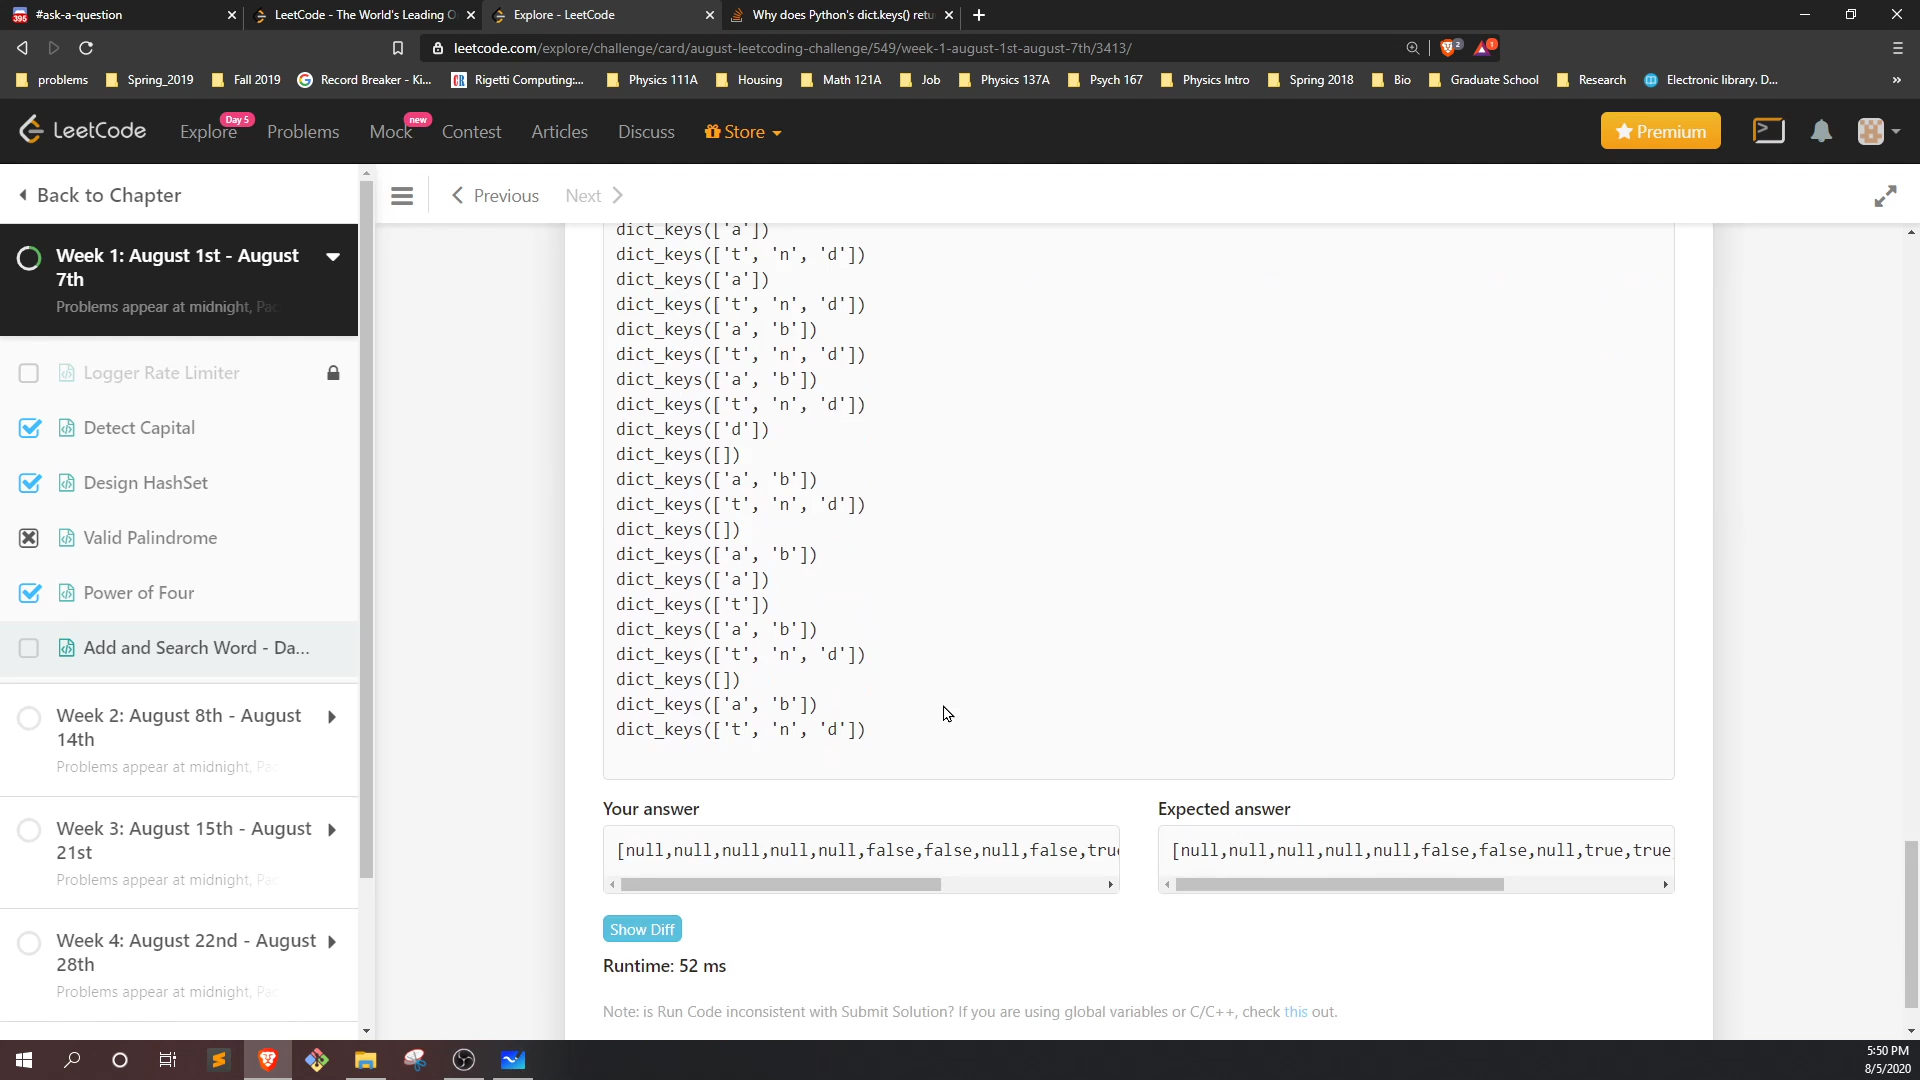 #ask-a-question
LeetCode - The World's Leading O
Explore - LeetCode
Why does Python's dict.keys() retu
leetcode.com/explore/challenge/card/august-leetcoding-challenge/549/week-1-august-1st-august-7th/3413/
2
1
problems
Spring_2019
Fall 2019
Record Breaker - Ki...
Rigetti Computing:...
Physics 111A
Housing
Math 121A
Job
Physics 137A
Psych 167
Physics Intro
Spring 2018
Bio
Graduate School
Research
Electronic library. D...
»
LeetCode
Explore
Day 5
Problems
Mock
new
Contest
Articles
Discuss
Store
Premium
Back to Chapter
Previous
Next
Week 1: August 1st - August
7th
Problems appear at midnight, Pac
Logger Rate Limiter
Detect Capital
Design HashSet
Valid Palindrome
Power of Four
Add and Search Word - Da...
Week 2: August 8th - August
14th
Problems appear at midnight, Pac
Week 3: August 15th - August
21st
Problems appear at midnight, Pac
Week 4: August 22nd - August
28th
Problems appear at midnight, Pac
dict_keys(['a'])
dict_keys(['t', 'n', 'd'])
dict_keys(['a'])
dict_keys(['t', 'n', 'd'])
dict_keys(['a', 'b'])
dict_keys(['t', 'n', 'd'])
dict_keys(['a', 'b'])
dict_keys(['t', 'n', 'd'])
dict_keys(['d'])
dict_keys([])
dict_keys(['a', 'b'])
dict_keys(['t', 'n', 'd'])
dict_keys([])
dict_keys(['a', 'b'])
dict_keys(['a'])
dict_keys(['t'])
dict_keys(['a', 'b'])
dict_keys(['t', 'n', 'd'])
dict_keys([])
dict_keys(['a', 'b'])
dict_keys(['t', 'n', 'd'])
Your answer
[null,null,null,null,null,false,false,null,false,tru
Expected answer
[null,null,null,null,null,false,false,null,true,true
Show Diff
Runtime: 52 ms
Note: is Run Code inconsistent with Submit Solution? If you are using global variables or C/C++, check this out.
5:50 PM
8/5/2020